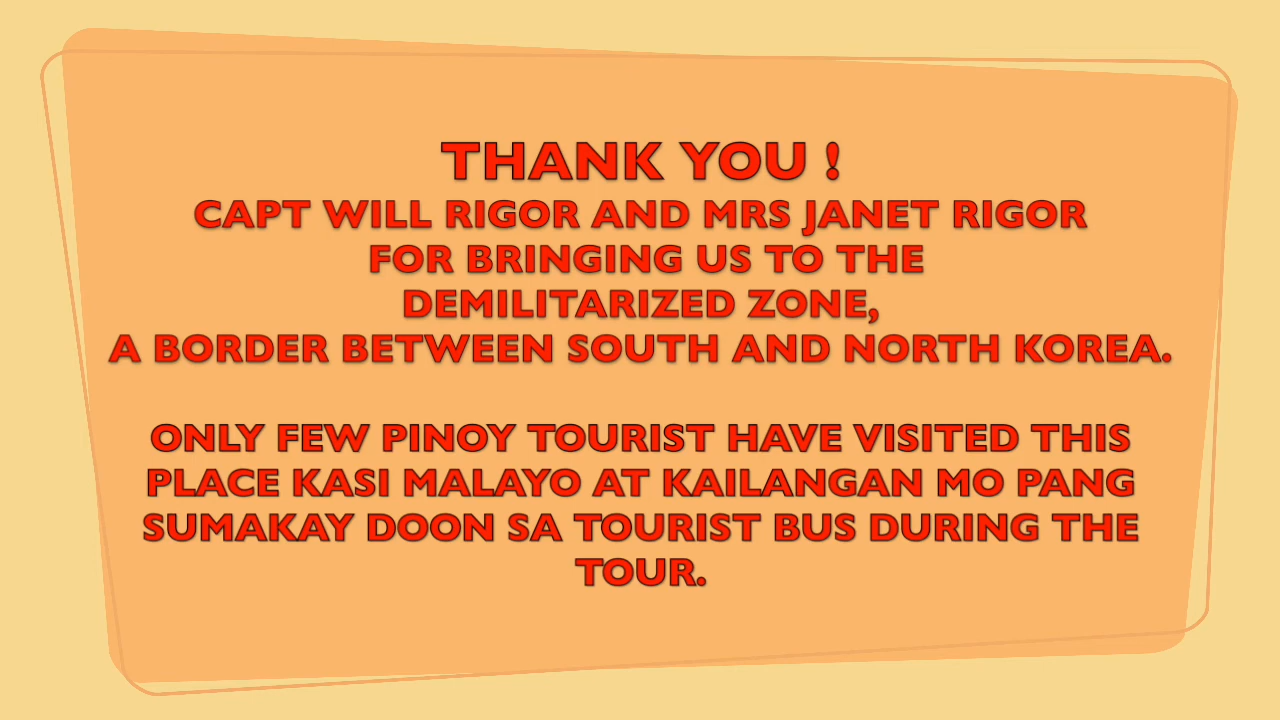 THANK YOU !
CAPT WILL RIGOR AND MRS JANET RIGOR
FOR BRINGING US TO THE
DEMILITARIZED ZONE,
A BORDER BETWEEN SOUTH AND NORTH KOREA.
ONLY FEW PINOY TOURIST HAVE VISITED THIS
PLACE KASI MALAYO AT KAILANGAN MO PANG
SUMAKAY DOON SA TOURIST BUS DURING THE
TOUR.